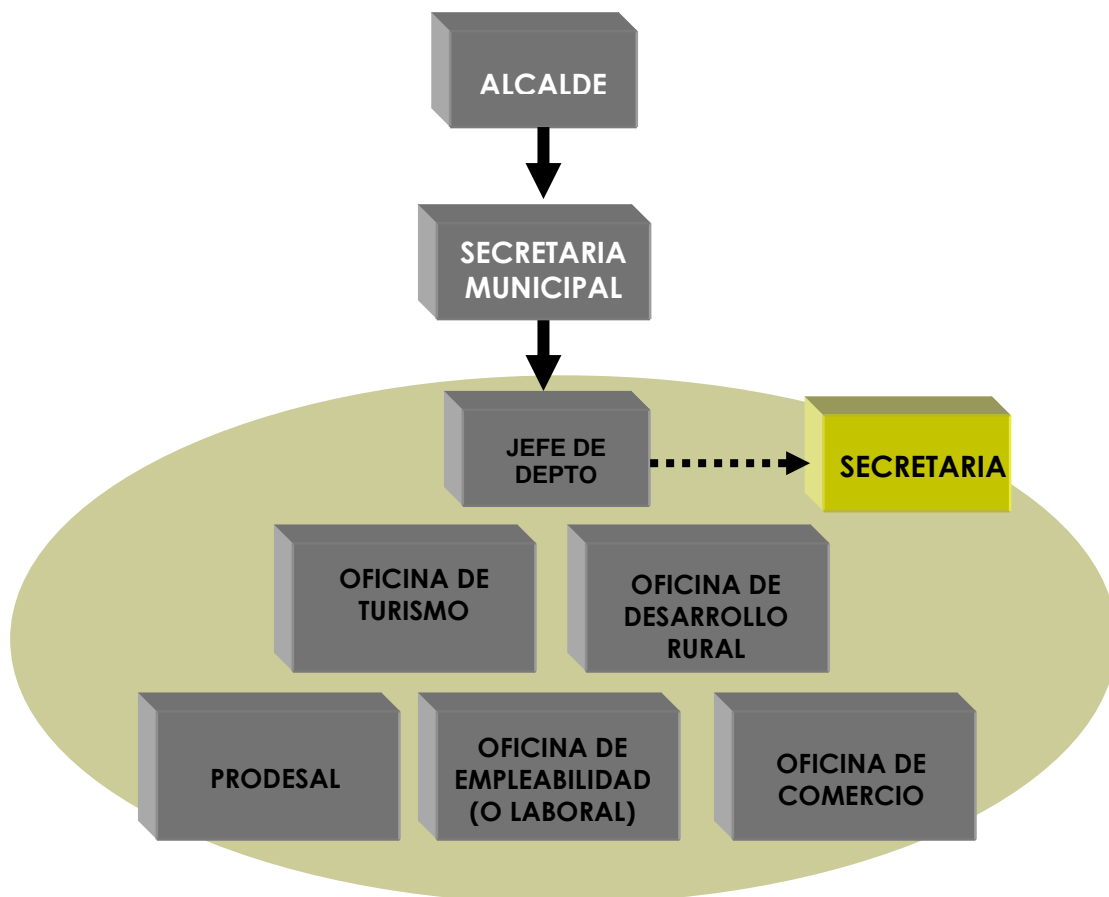 ALCALDE
SECRETARIA
MUNICIPAL
JEFE DE
DEPTO
SECRETARIA
OFICINA DE
TURISMO
OFICINA DE
DESARROLLO
RURAL
PRODESAL
OFICINA DE
EMPLEABILIDAD
(O LABORAL)
OFICINA DE
COMERCIO